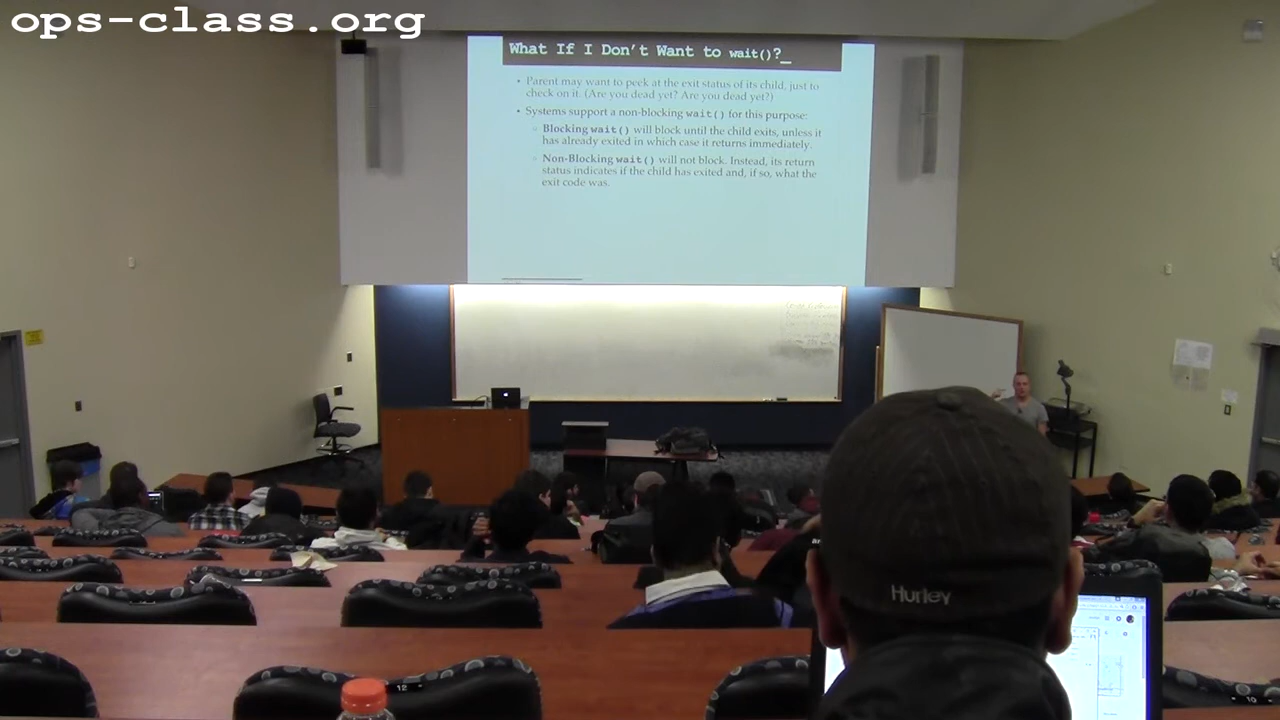 ops-class.org
What If I Don't Want to wait()?_
• Parent may want to peek at the exit status of its child, just to
check on it. (Are you dead yet? Are you dead yet?)
• Systems support a non-blocking wait() for this purpose:
◦ Blocking wait() will block until the child exits, unless it
has already exited in which case it returns immediately.
◦ Non-Blocking wait() will not block. Instead, its return
status indicates if the child has exited and, if so, what the
exit code was.
Hurley
12
10